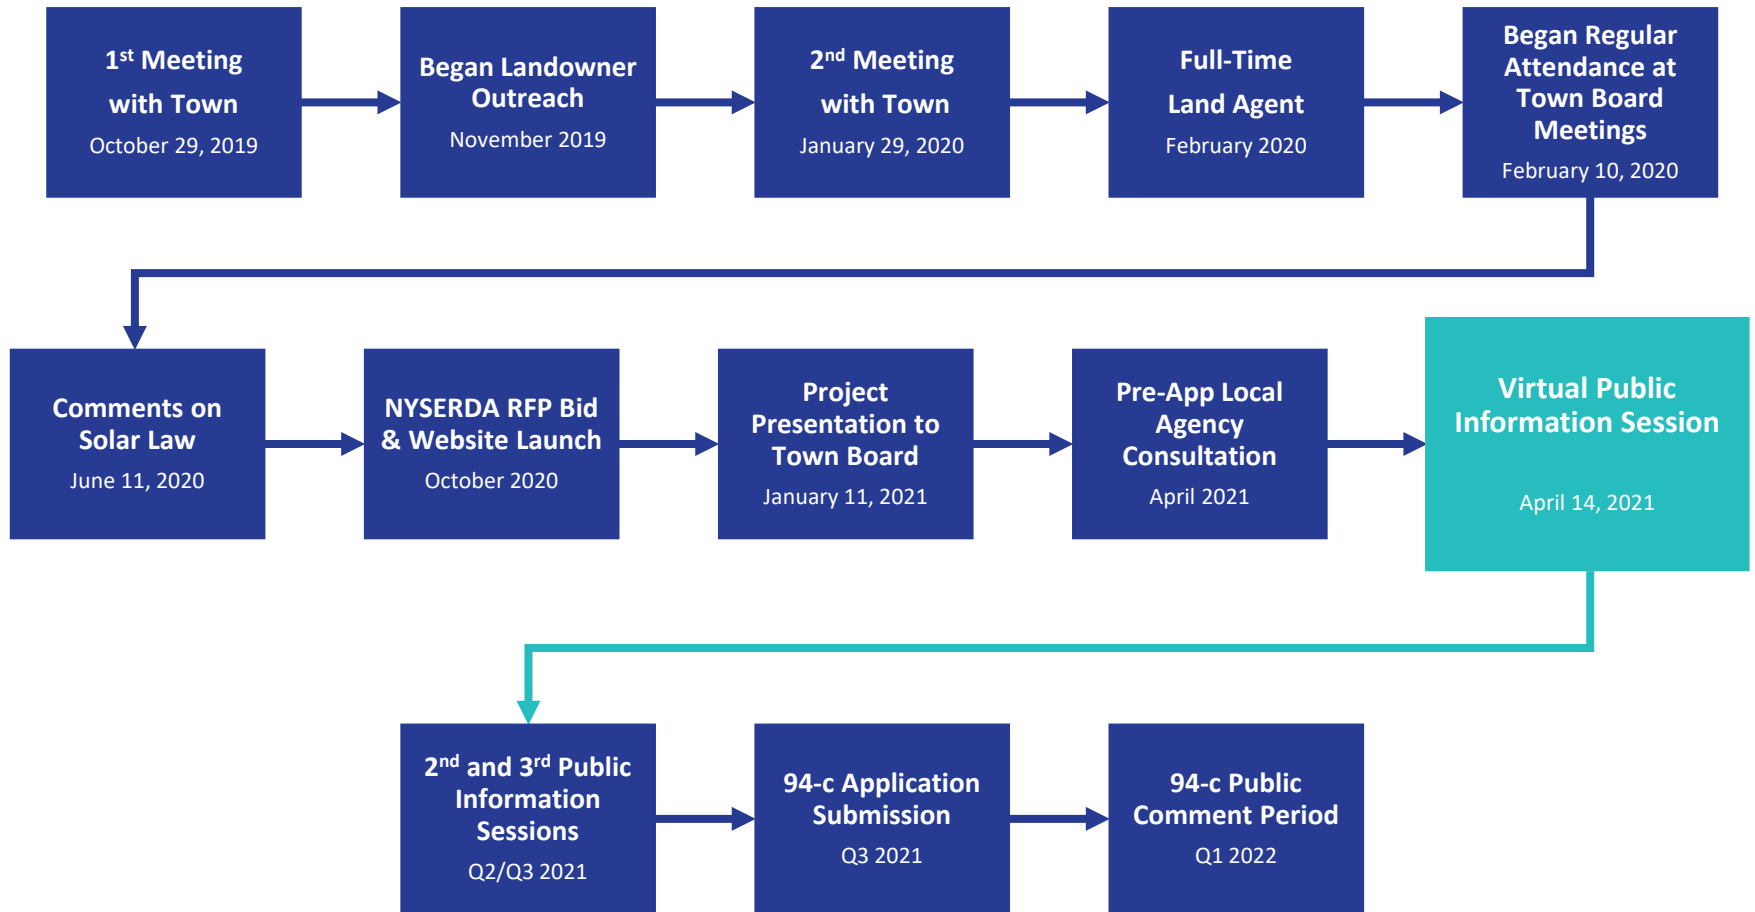 1st Meeting
with Town
October 29, 2019
Began Landowner
Outreach
November 2019
2nd Meeting
with Town
January 29, 2020
Full-Time
Land Agent
February 2020
Began Regular
Attendance at
Town Board
Meetings
February 10, 2020
Comments on
Solar Law
June 11, 2020
NYSERDA RFP Bid
& Website Launch
October 2020
Project
Presentation to
Town Board
January 11, 2021
Pre-App Local
Agency
Consultation
April 2021
Virtual Public
Information Session
April 14, 2021
2nd and 3rd Public
Information
Sessions
Q2/Q3 2021
94-c Application
Submission
Q3 2021
94-c Public
Comment Period
Q1 2022